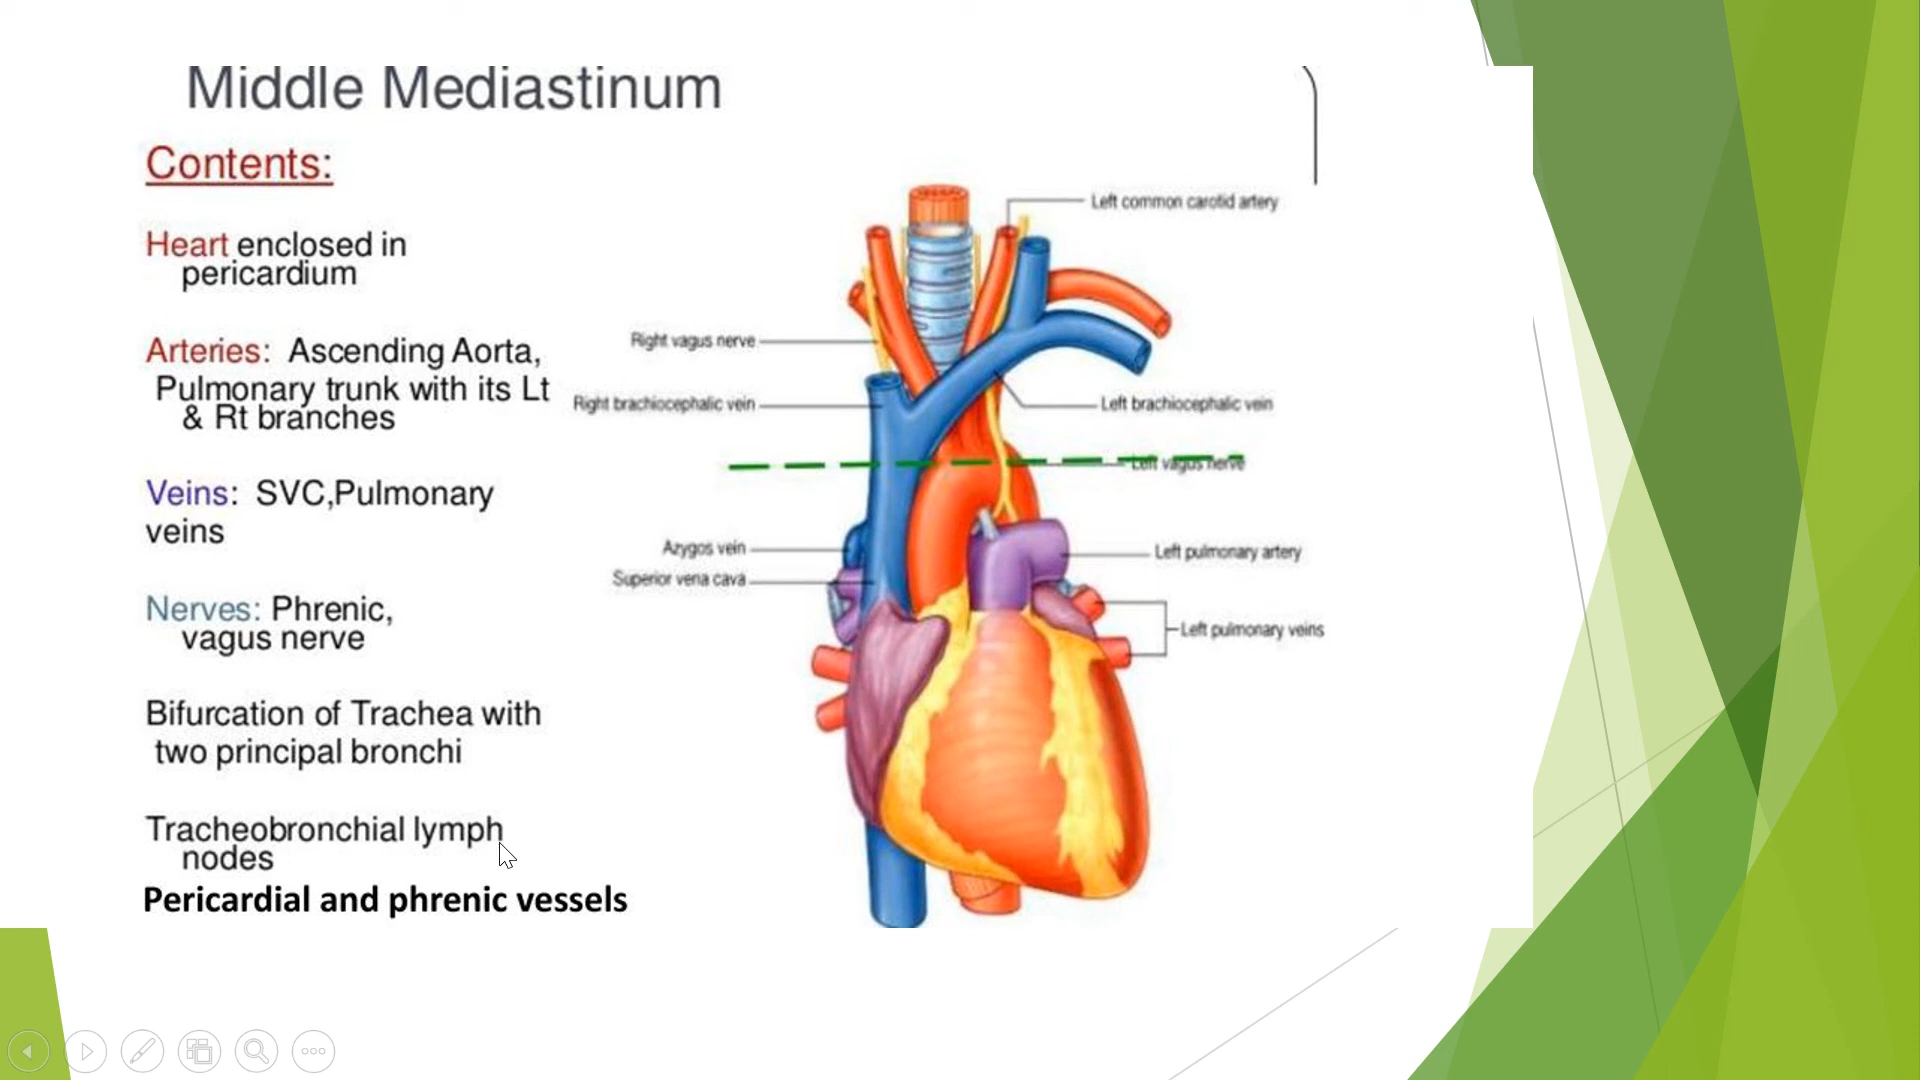 Middle Mediastinum
Contents:
Heart enclosed in
pericardium
Arteries: Ascending Aorta,
Pulmonary trunk with its Lt
& Rt branches
Veins: SVC,Pulmonary
veins
Nerves: Phrenic,
vagus nerve
Bifurcation of Trachea with
two principal bronchi
Tracheobronchial lymph
nodes
Pericardial and phrenic vessels
Left common carotid artery
Right vagus nerve
Right brachiocephalic vein
Left brachiocephalic vein
Left vagus nerve
Azygos vein
Left pulmonary artery
Superior vena cava
Left pulmonary veins